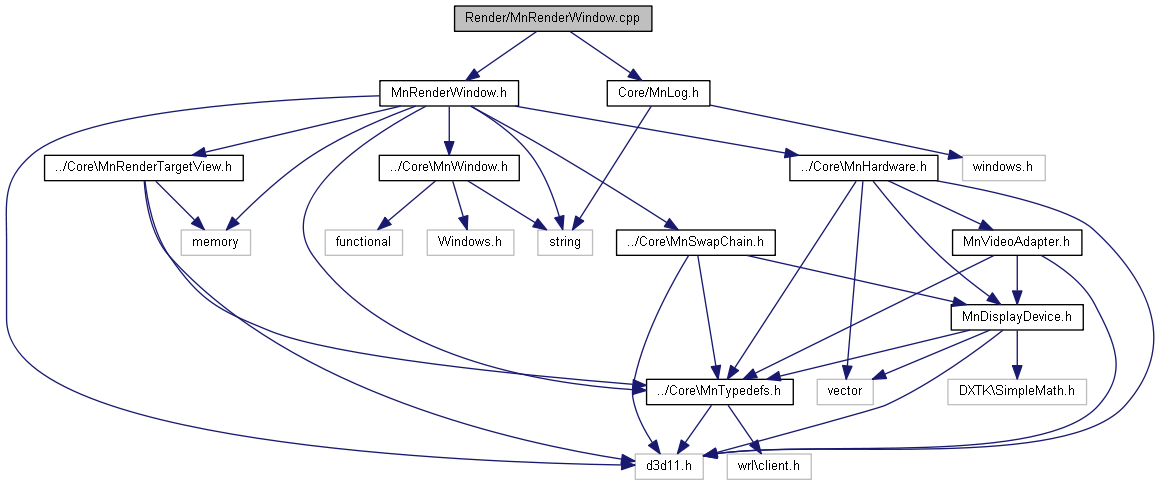 Render/MnRenderWindow.cpp
MnRenderWindow.h
Core/MnLog.h
../Core\MnRenderTargetView.h
../Core\MnWindow.h
../Core\MnHardware.h
windows.h
memory
functional
Windows.h
string
../Core\MnSwapChain.h
MnVideoAdapter.h
MnDisplayDevice.h
../Core\MnTypedefs.h
vector
DXTK\SimpleMath.h
d3d11.h
wrl\client.h